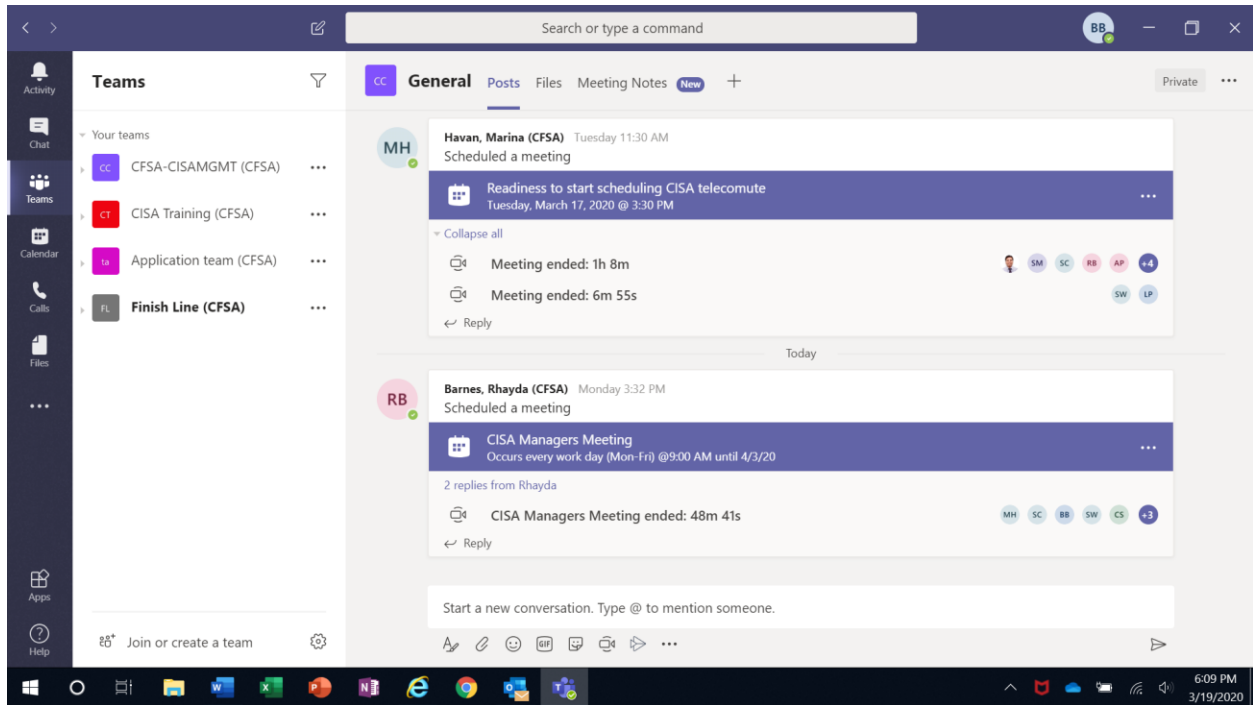 Search or type a command
BB
Activity
Chat
Teams
Calendar
Calls
Files
Apps
Help
Teams
Your teams
CC CFSA-CISAMGMT (CFSA)
CT CISA Training (CFSA)
ta Application team (CFSA)
FL Finish Line (CFSA)
Join or create a team
CC General Posts Files Meeting Notes New Private
MH
Havan, Marina (CFSA) Tuesday 11:30 AM
Scheduled a meeting
Readiness to start scheduling CISA telecomute
Tuesday, March 17, 2020 @ 3:30 PM
Collapse all
Meeting ended: 1h 8m SM SC RB AP +4
Meeting ended: 6m 55s SW LP
Reply
Today
RB
Barnes, Rhayda (CFSA) Monday 3:32 PM
Scheduled a meeting
CISA Managers Meeting
Occurs every work day (Mon-Fri) @9:00 AM until 4/3/20
2 replies from Rhayda
CISA Managers Meeting ended: 48m 41s MH SC BB SW CS +3
Reply
Start a new conversation. Type @ to mention someone.
GIF
6:09 PM
3/19/2020